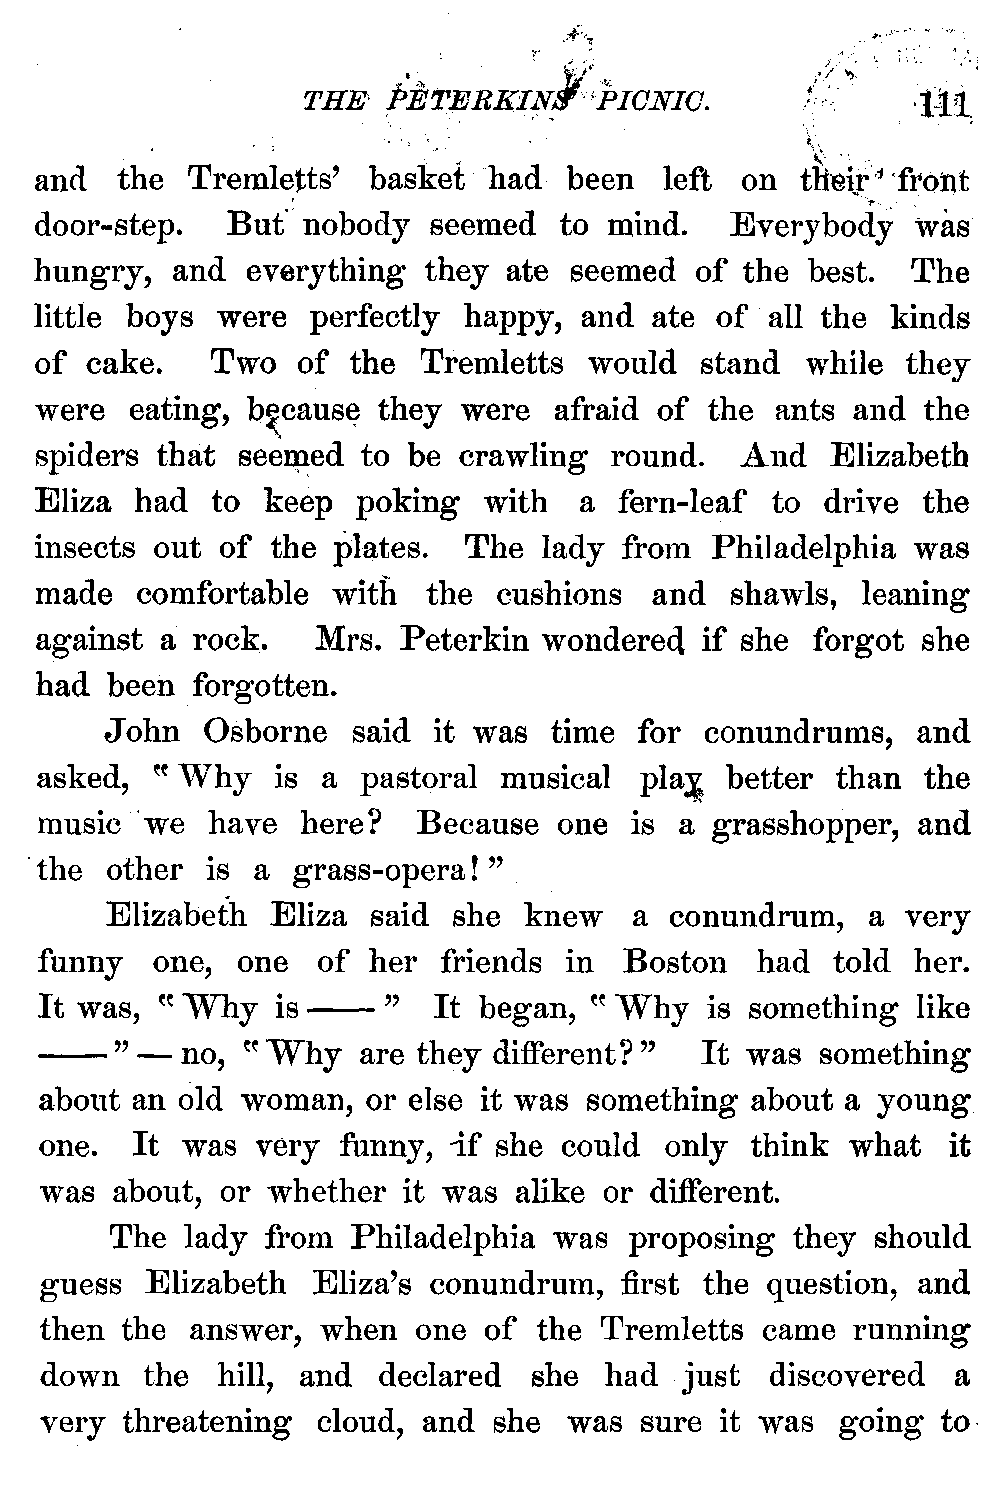 THE PETERKINS' PICNIC. 111
and the Tremletts' basket had been left on their front
door-step. But nobody seemed to mind. Everybody was
hungry, and everything they ate seemed of the best. The
little boys were perfectly happy, and ate of all the kinds
of cake. Two of the Tremletts would stand while they
were eating, because they were afraid of the ants and the
spiders that seemed to be crawling round. And Elizabeth
Eliza had to keep poking with a fern-leaf to drive the
insects out of the plates. The lady from Philadelphia was
made comfortable with the cushions and shawls, leaning
against a rock. Mrs. Peterkin wondered if she forgot she
had been forgotten.
John Osborne said it was time for conundrums, and
asked, "Why is a pastoral musical play better than the
music we have here? Because one is a grasshopper, and
the other is a grass-opera!"
Elizabeth Eliza said she knew a conundrum, a very
funny one, one of her friends in Boston had told her.
It was, "Why is ——" It began, "Why is something like
——" — no, "Why are they different?" It was something
about an old woman, or else it was something about a young
one. It was very funny, if she could only think what it
was about, or whether it was alike or different.
The lady from Philadelphia was proposing they should
guess Elizabeth Eliza's conundrum, first the question, and
then the answer, when one of the Tremletts came running
down the hill, and declared she had just discovered a
very threatening cloud, and she was sure it was going to